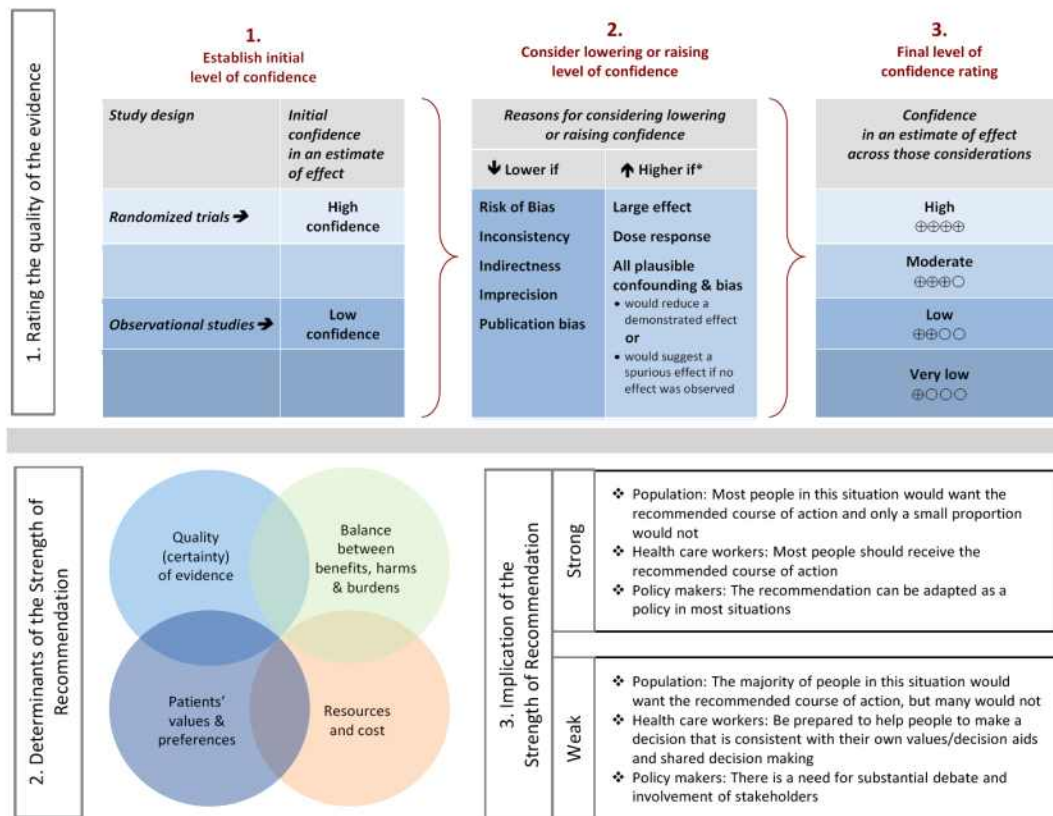 1. Rating the quality of the evidence
1.
Establish initial
level of confidence
Study design
Initial
confidence
in an estimate
of effect
Randomized trials ➔
High
confidence
Observational studies ➔
Low
confidence
2.
Consider lowering or raising
level of confidence
Reasons for considering lowering
or raising confidence
🡇 Lower if
🡅 Higher if*
Risk of Bias
Inconsistency
Indirectness
Imprecision
Publication bias
Large effect
Dose response
All plausible
confounding & bias
• would reduce a
demonstrated effect
or
• would suggest a
spurious effect if no
effect was observed
3.
Final level of
confidence rating
Confidence
in an estimate of effect
across those considerations
High
⊕⊕⊕⊕
Moderate
⊕⊕⊕○
Low
⊕⊕○○
Very low
⊕○○○
2. Determinants of the Strength of
Recommendation
Quality
(certainty)
of evidence
Balance
between
benefits, harms
& burdens
Patients'
values &
preferences
Resources
and cost
3. Implication of the
Strength of Recommendation
Strong
❖ Population: Most people in this situation would want the
recommended course of action and only a small proportion
would not
❖ Health care workers: Most people should receive the
recommended course of action
❖ Policy makers: The recommendation can be adapted as a
policy in most situations
Weak
❖ Population: The majority of people in this situation would
want the recommended course of action, but many would not
❖ Health care workers: Be prepared to help people to make a
decision that is consistent with their own values/decision aids
and shared decision making
❖ Policy makers: There is a need for substantial debate and
involvement of stakeholders